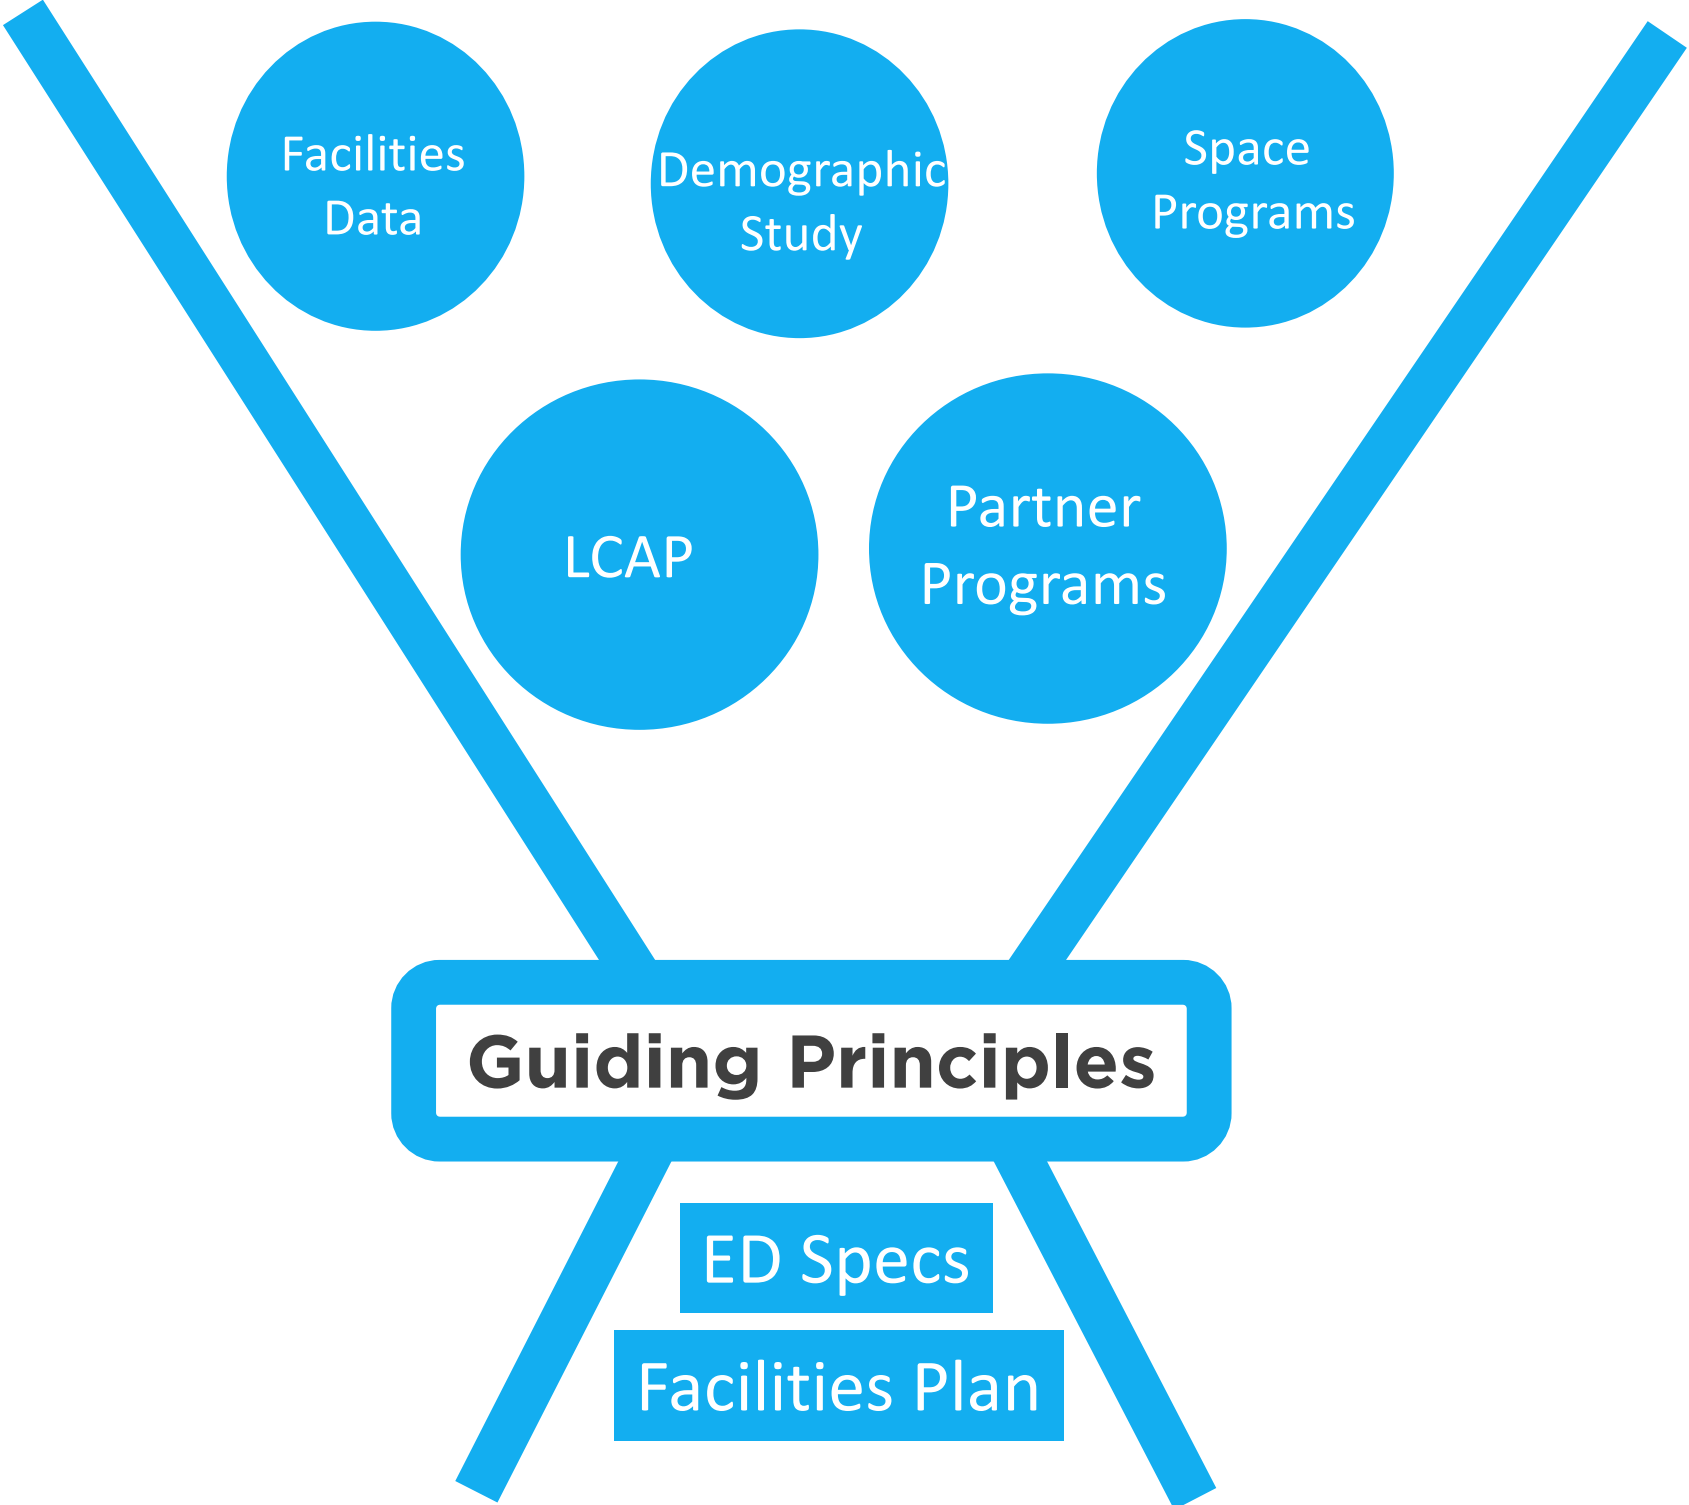 Facilities
Data
Demographic
Study
Space
Programs
LCAP
Partner
Programs
Guiding Principles
ED Specs
Facilities Plan